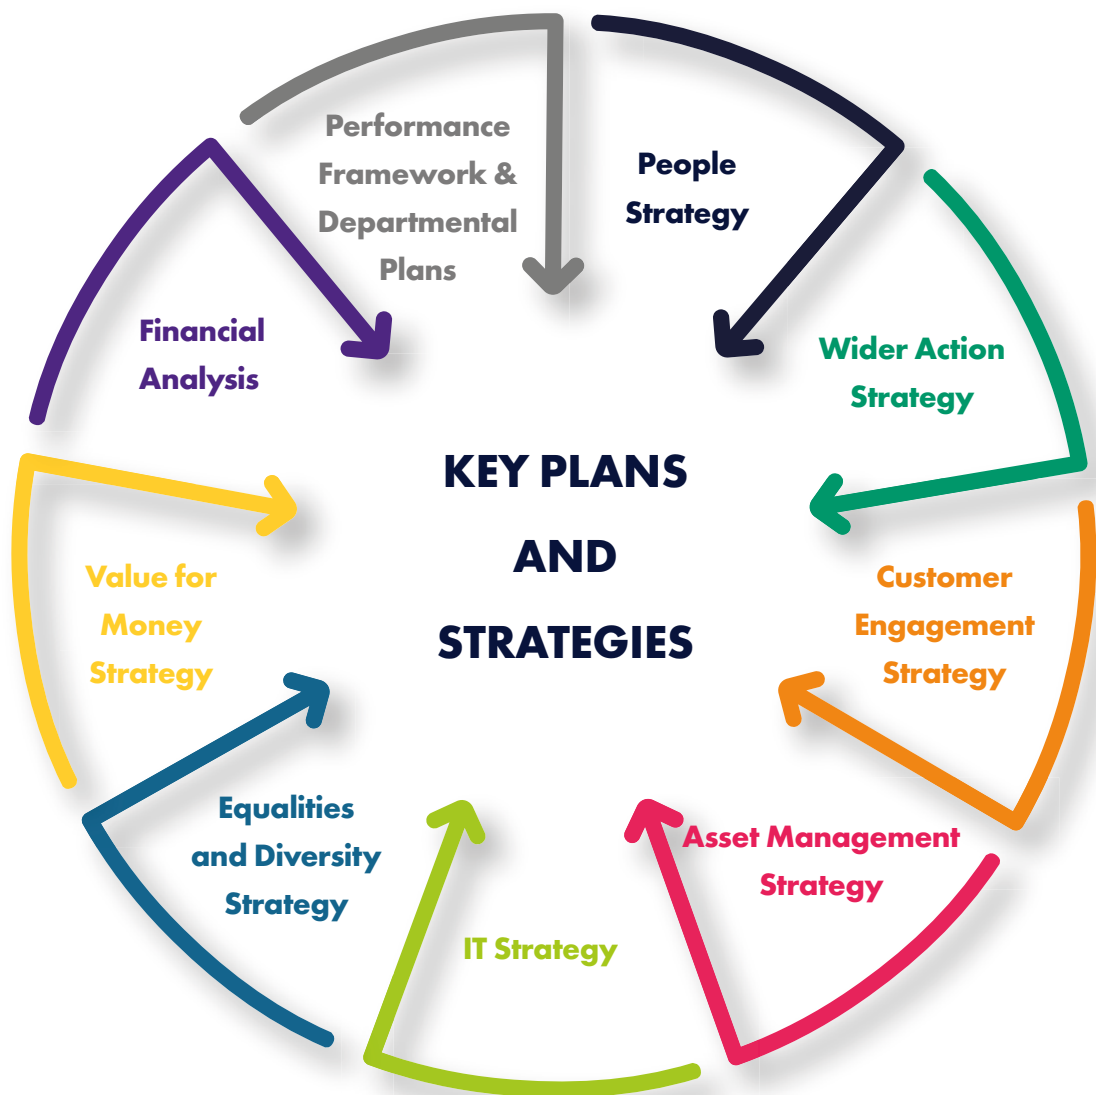 Performance
Framework &
Departmental
Plans
People
Strategy
Wider Action
Strategy
Customer
Engagement
Strategy
Asset Management
Strategy
IT Strategy
Equalities
and Diversity
Strategy
Value for
Money
Strategy
Financial
Analysis
KEY PLANS
AND
STRATEGIES